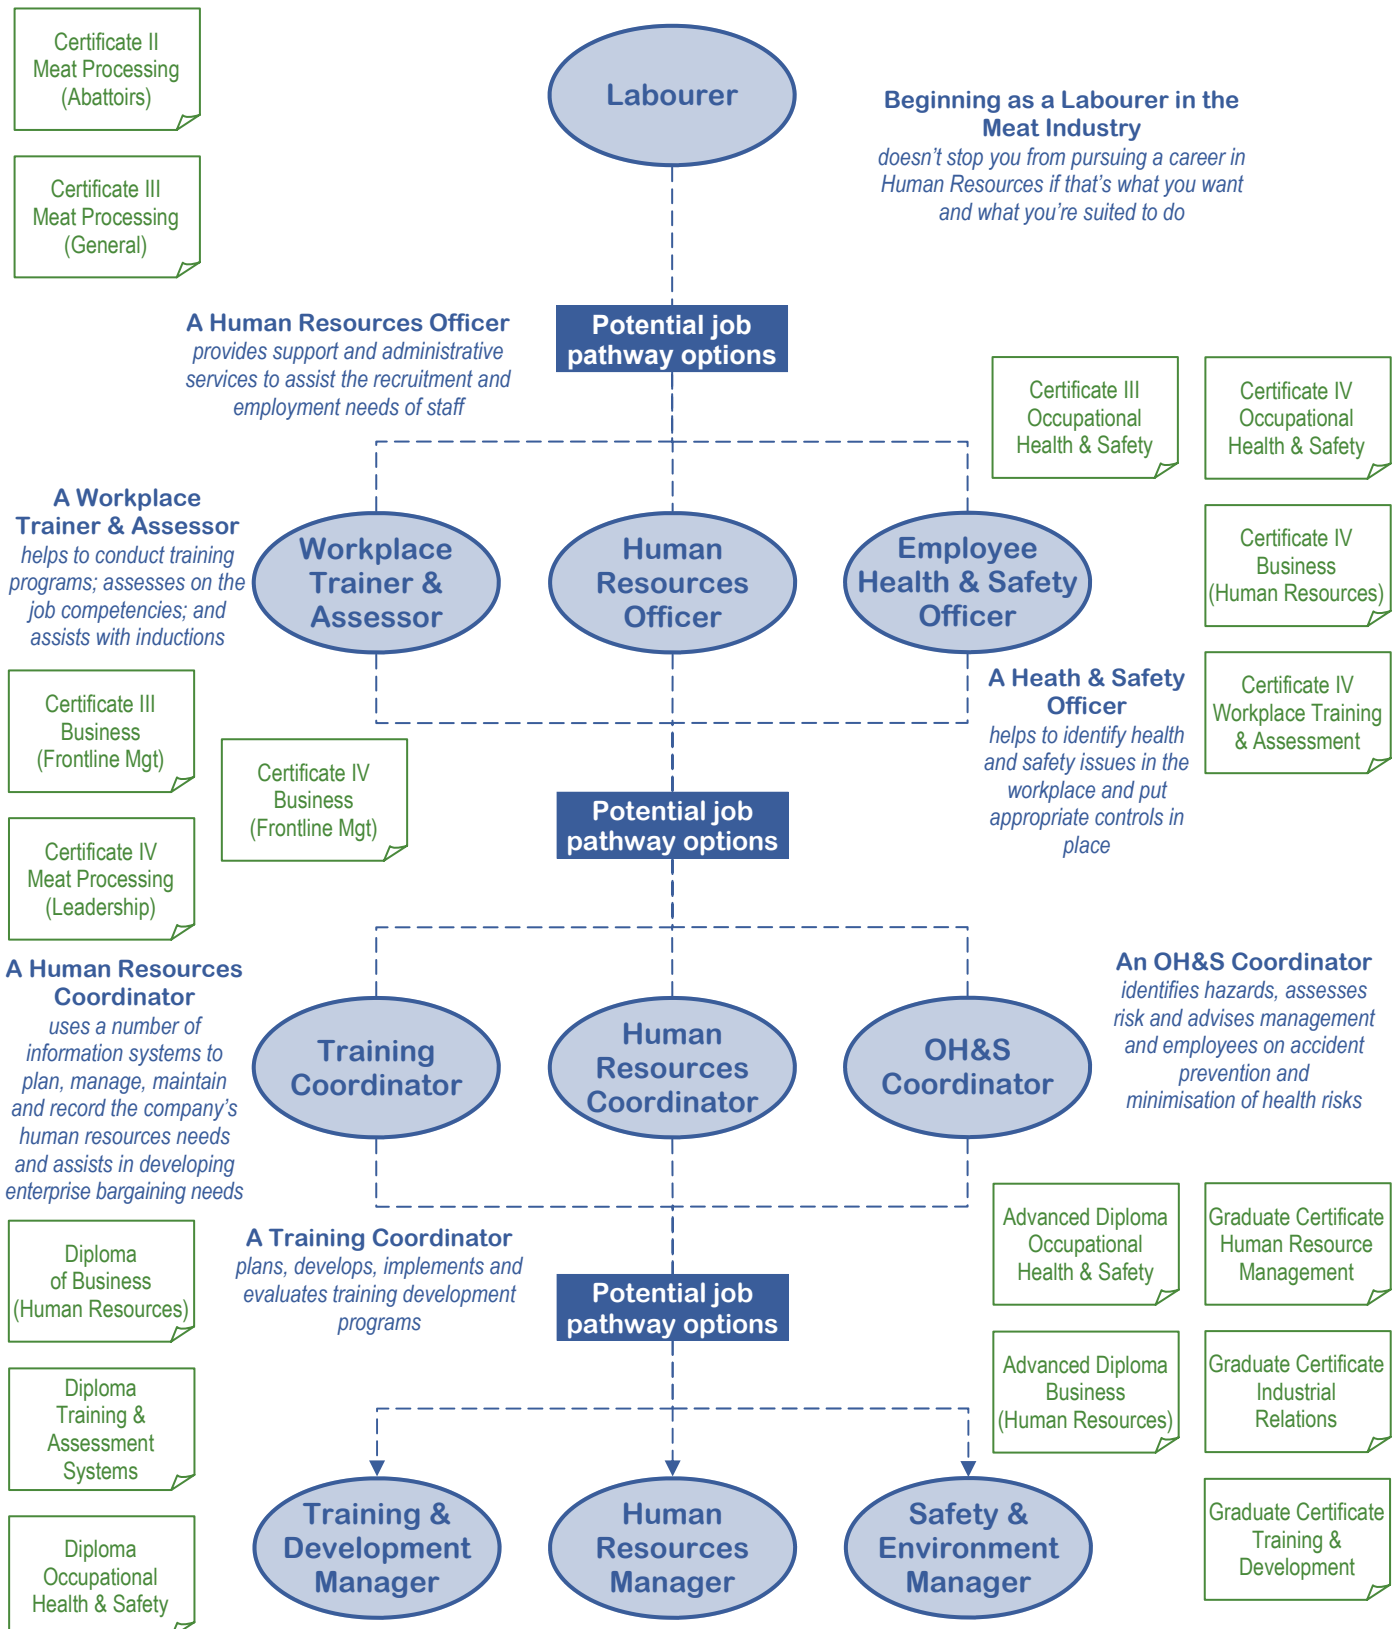 Certificate II
Meat Processing
(Abattoirs)
Labourer
Beginning as a Labourer in the
Meat Industry
doesn’t stop you from pursuing a career in
Human Resources if that’s what you want
and what you’re suited to do
Certificate III
Meat Processing
(General)
A Human Resources Officer
provides support and administrative
services to assist the recruitment and
employment needs of staff
Potential job
pathway options
Certificate III
Occupational
Health & Safety
Certificate IV
Occupational
Health & Safety
A Workplace
Trainer & Assessor
helps to conduct training
programs; assesses on the
job competencies; and
assists with inductions
Workplace
Trainer &
Assessor
Human
Resources
Officer
Employee
Health & Safety
Officer
Certificate IV
Business
(Human Resources)
Certificate III
Business
(Frontline Mgt)
Certificate IV
Business
(Frontline Mgt)
A Heath & Safety
Officer
helps to identify health
and safety issues in the
workplace and put
appropriate controls in
place
Certificate IV
Workplace Training
& Assessment
Potential job
pathway options
Certificate IV
Meat Processing
(Leadership)
A Human Resources
Coordinator
uses a number of
information systems to
plan, manage, maintain
and record the company’s
human resources needs
and assists in developing
enterprise bargaining needs
Training
Coordinator
Human
Resources
Coordinator
OH&S
Coordinator
An OH&S Coordinator
identifies hazards, assesses
risk and advises management
and employees on accident
prevention and
minimisation of health risks
Diploma
of Business
(Human Resources)
A Training Coordinator
plans, develops, implements and
evaluates training development
programs
Potential job
pathway options
Advanced Diploma
Occupational
Health & Safety
Graduate Certificate
Human Resource
Management
Diploma
Training &
Assessment
Systems
Advanced Diploma
Business
(Human Resources)
Graduate Certificate
Industrial
Relations
Diploma
Occupational
Health & Safety
Training &
Development
Manager
Human
Resources
Manager
Safety &
Environment
Manager
Graduate Certificate
Training &
Development